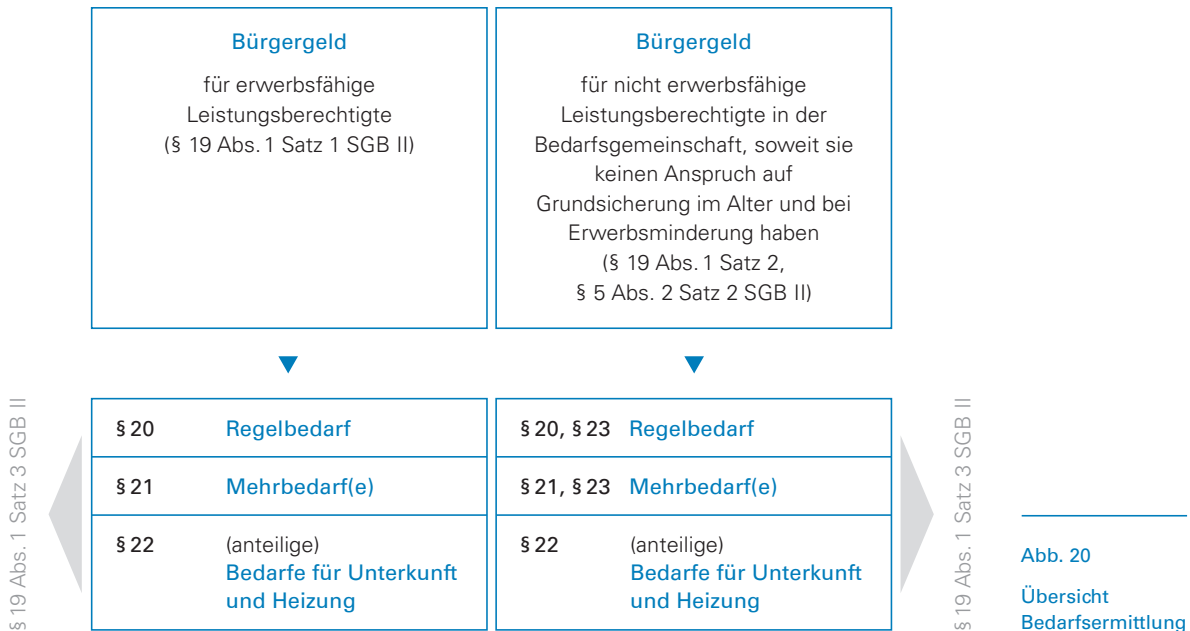 Bürgergeld
für erwerbsfähige
Leistungsberechtigte
(§ 19 Abs. 1 Satz 1 SGB II)
Bürgergeld
für nicht erwerbsfähige
Leistungsberechtigte in der
Bedarfsgemeinschaft, soweit sie
keinen Anspruch auf
Grundsicherung im Alter und bei
Erwerbsminderung haben
(§ 19 Abs. 1 Satz 2,
§ 5 Abs. 2 Satz 2 SGB II)
§ 19 Abs. 1 Satz 3 SGB II
§ 20 Regelbedarf
§ 21 Mehrbedarf(e)
§ 22 (anteilige)
Bedarfe für Unterkunft
und Heizung
§ 20, § 23 Regelbedarf
§ 21, § 23 Mehrbedarf(e)
§ 22 (anteilige)
Bedarfe für Unterkunft
und Heizung
§ 19 Abs. 1 Satz 3 SGB II
Abb. 20
Übersicht
Bedarfsermittlung